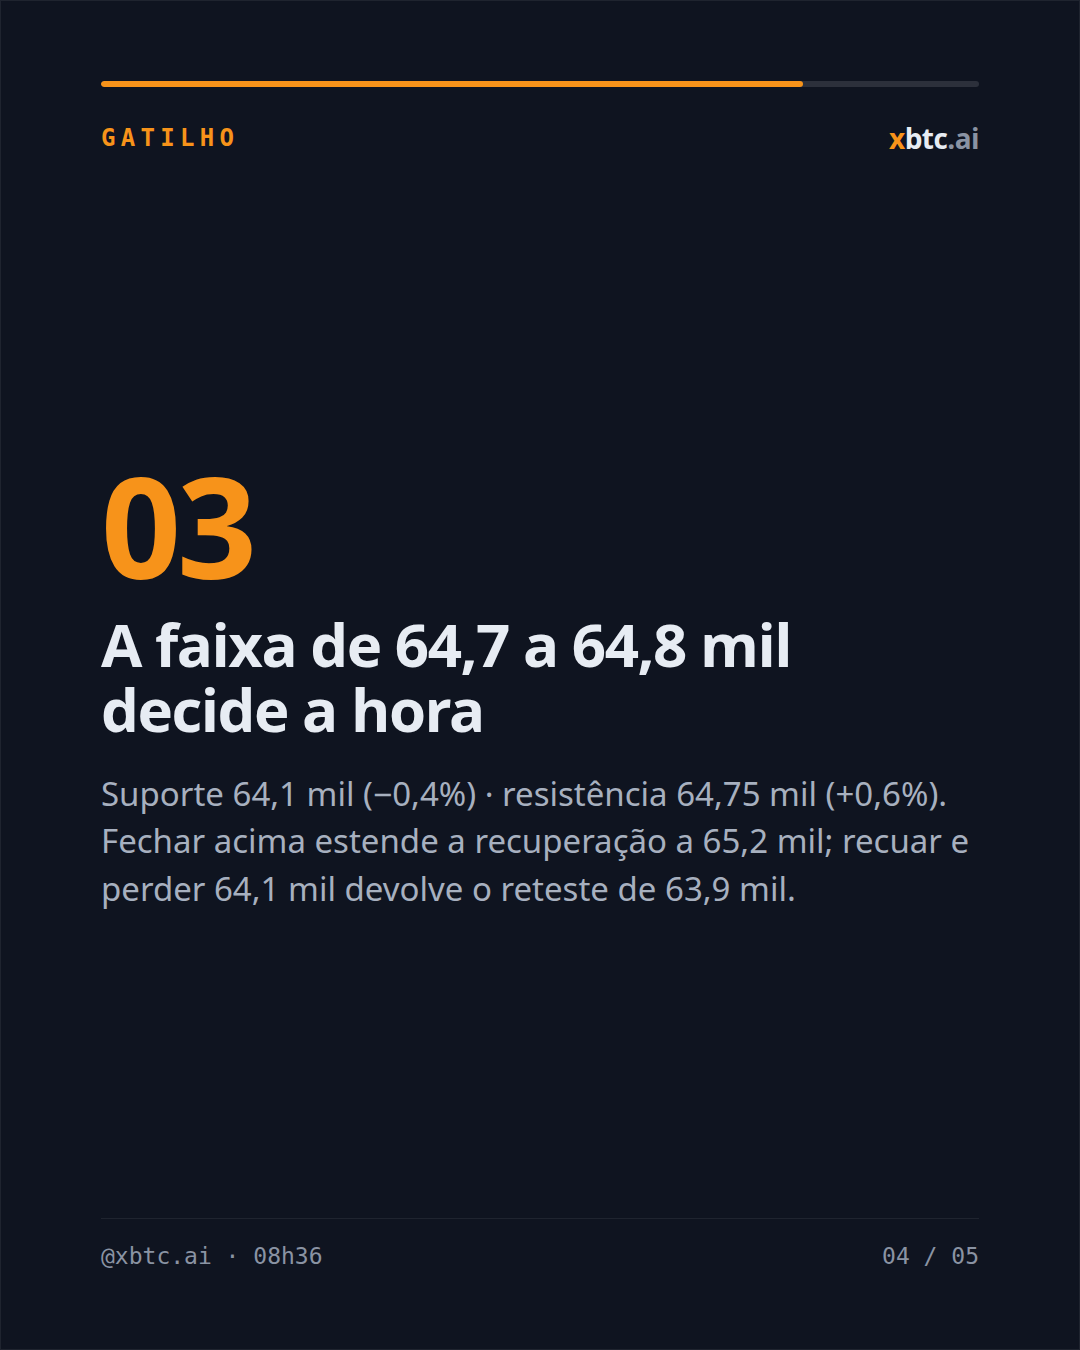 GATILHO
xbtc.ai
03
A faixa de 64,7 a 64,8 mil
decide a hora
Suporte 64,1 mil (−0,4%) · resistência 64,75 mil (+0,6%).
Fechar acima estende a recuperação a 65,2 mil; recuar e
perder 64,1 mil devolve o reteste de 63,9 mil.
@xbtc.ai · 08h36
04 / 05